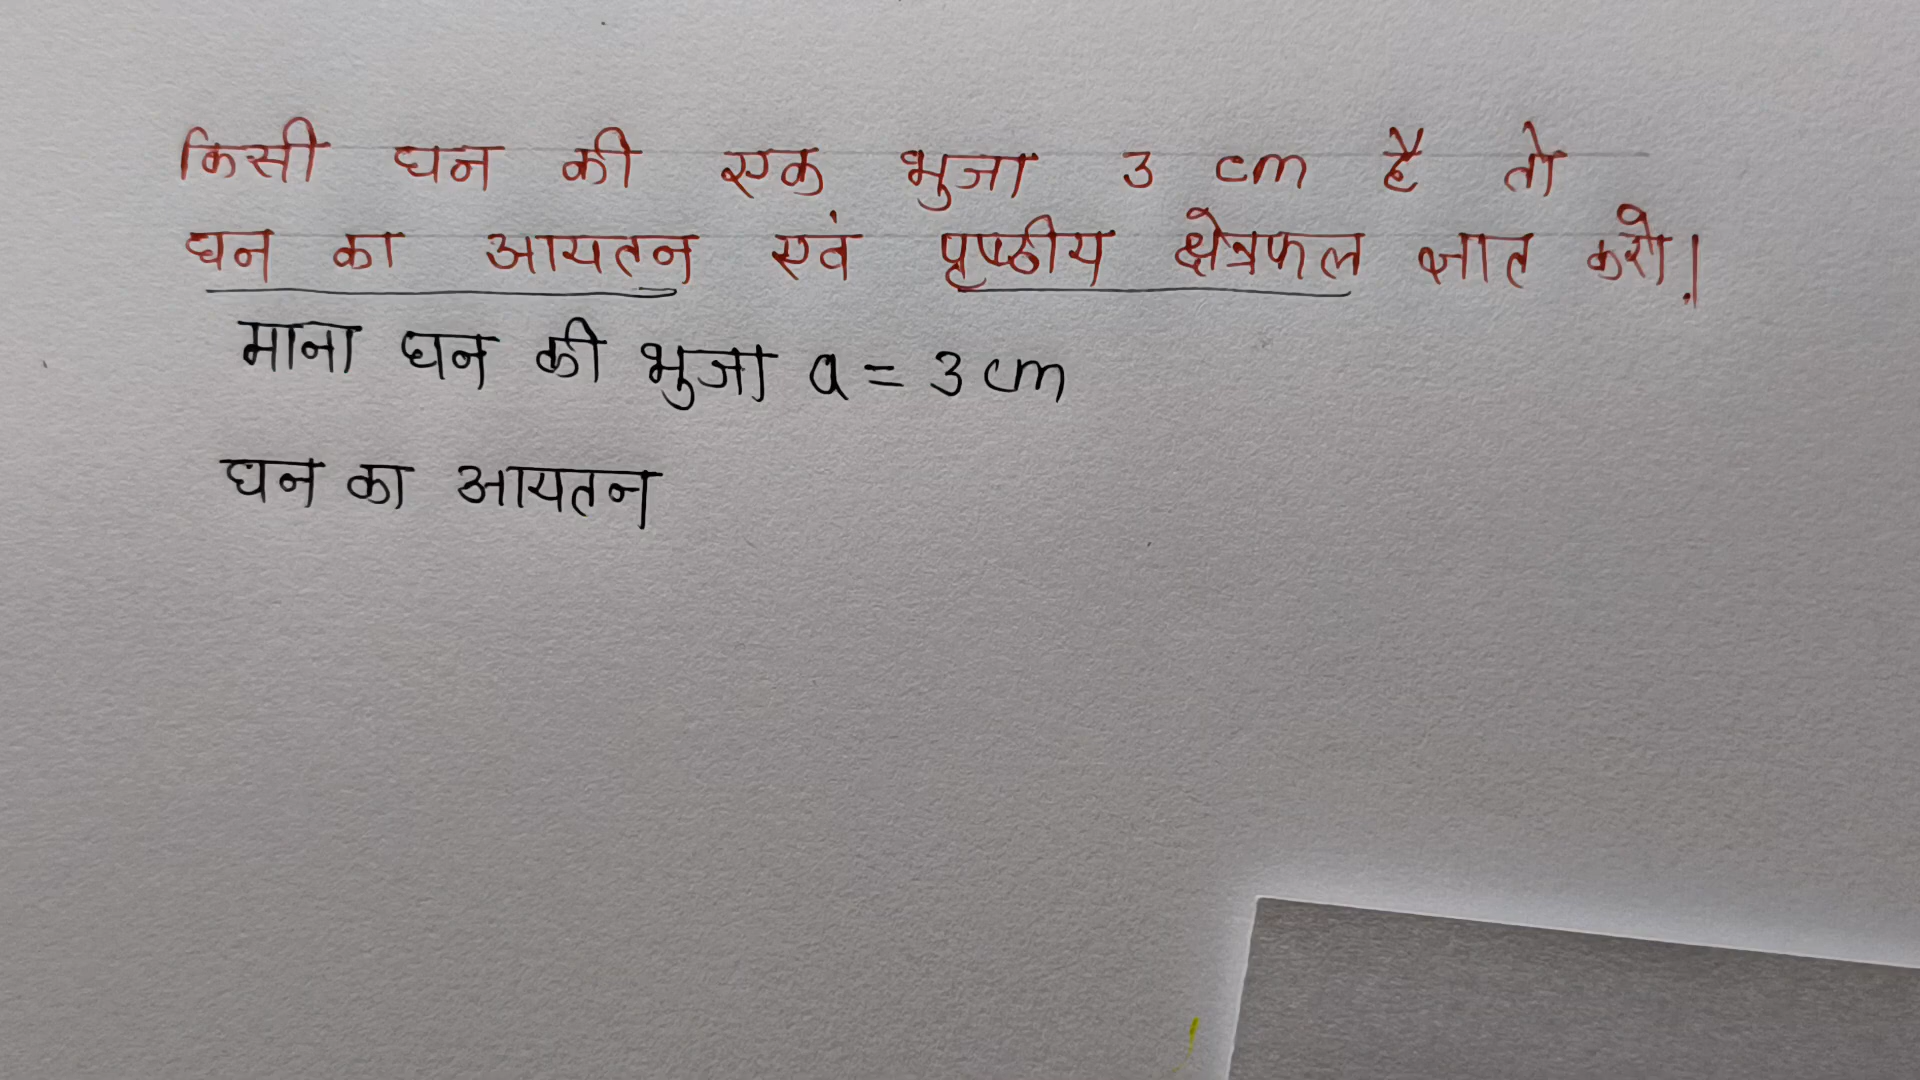 किसी घन की एक भुजा 3 cm है तो
घन का आयतन एवं पृष्ठीय क्षेत्रफल ज्ञात करो।
माना घन की भुजा a = 3 cm
घन का आयतन